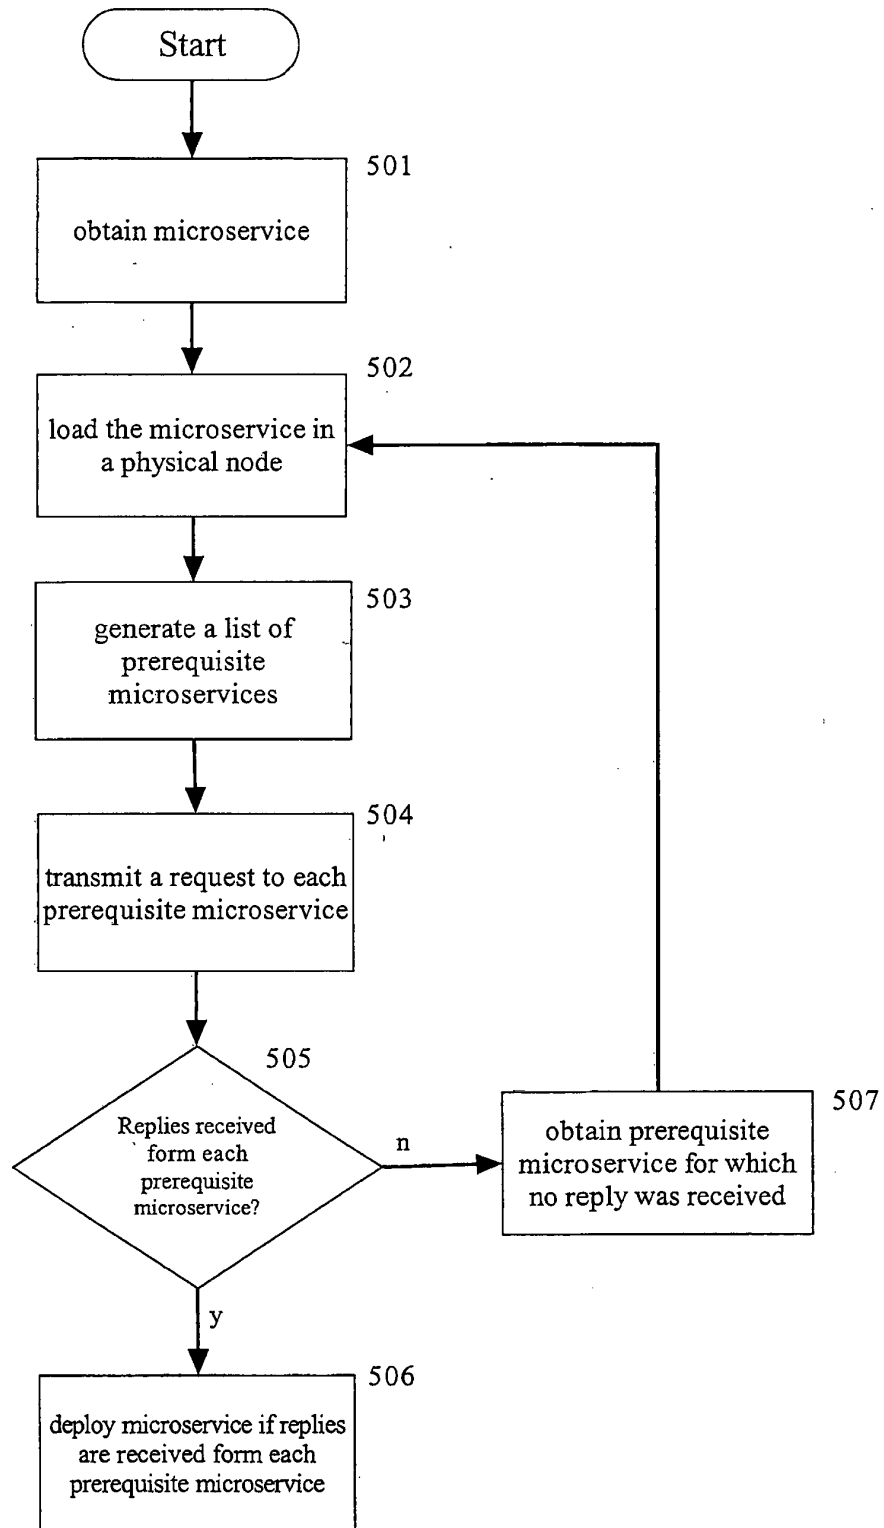 Start
501
obtain microservice
502
load the microservice in
a physical node
503
generate a list of
prerequisite
microservices
504
transmit a request to each
prerequisite microservice
505
Replies received
form each
prerequisite
microservice?
n
507
obtain prerequisite
microservice for which
no reply was received
y
506
deploy microservice if replies
are received form each
prerequisite microservice